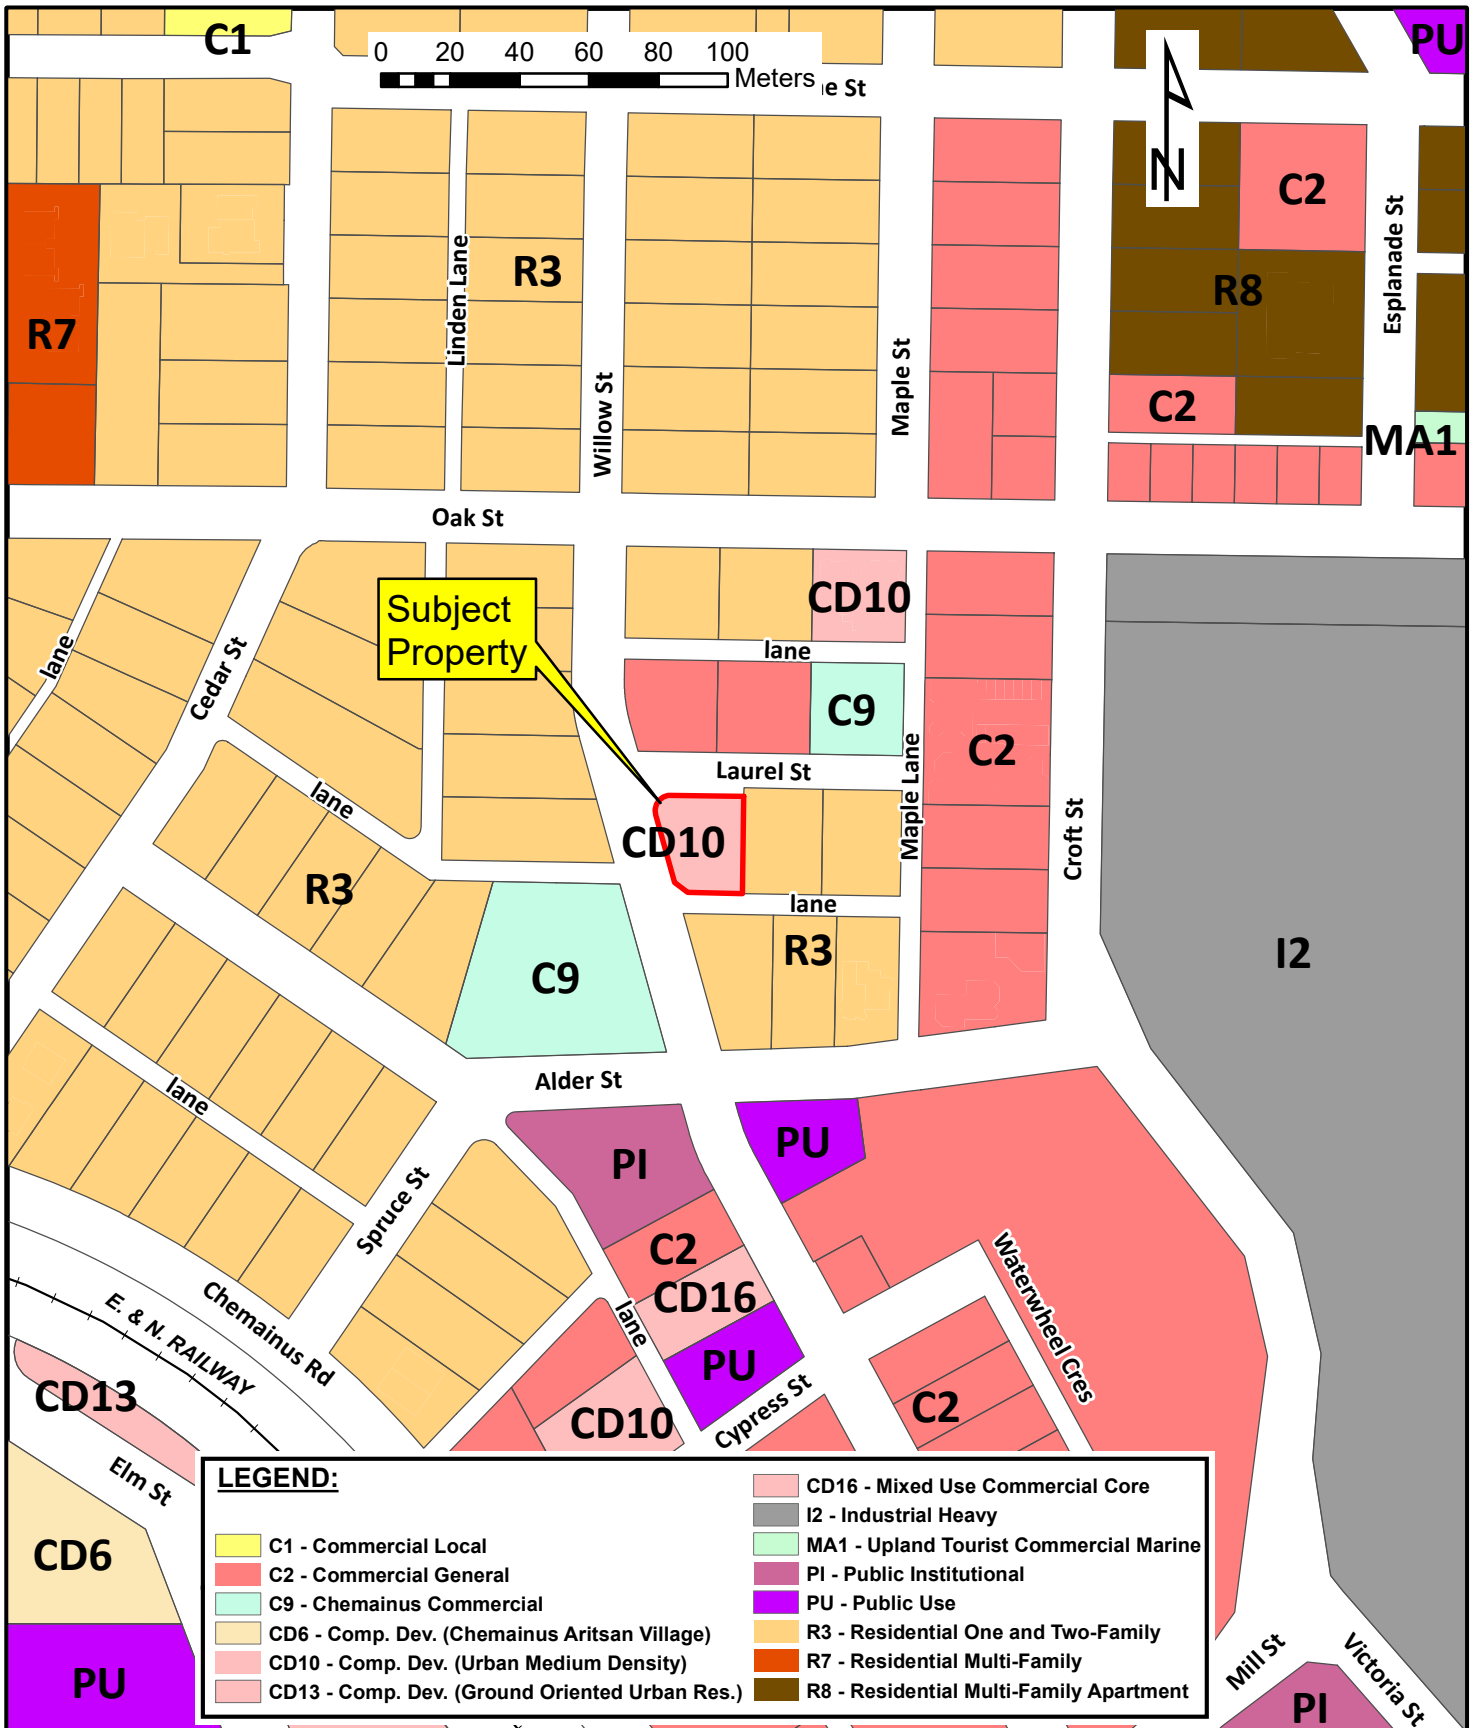 C1
PU
0 20 40 60 80 100
Meters
e St
N
C2
Esplanade St
Linden Lane
R3
R8
R7
Maple St
Willow St
C2
MA1
Oak St
CD10
Subject
Property
lane
lane
Cedar St
C9
Maple Lane
C2
Laurel St
lane
Croft St
CD10
R3
lane
R3
I2
C9
Alder St
lane
PI
PU
Spruce St
C2
Waterwheel Cres
CD16
Chemainus Rd
E. & N. RAILWAY
lane
PU
CD13
CD10
Cypress St
C2
Elm St
CD6
PU
LEGEND:
C1 - Commercial Local
C2 - Commercial General
C9 - Chemainus Commercial
CD6 - Comp. Dev. (Chemainus Aritsan Village)
CD10 - Comp. Dev. (Urban Medium Density)
CD13 - Comp. Dev. (Ground Oriented Urban Res.)
CD16 - Mixed Use Commercial Core
I2 - Industrial Heavy
MA1 - Upland Tourist Commercial Marine
PI - Public Institutional
PU - Public Use
R3 - Residential One and Two-Family
R7 - Residential Multi-Family
R8 - Residential Multi-Family Apartment
Mill St
Victoria St
PI